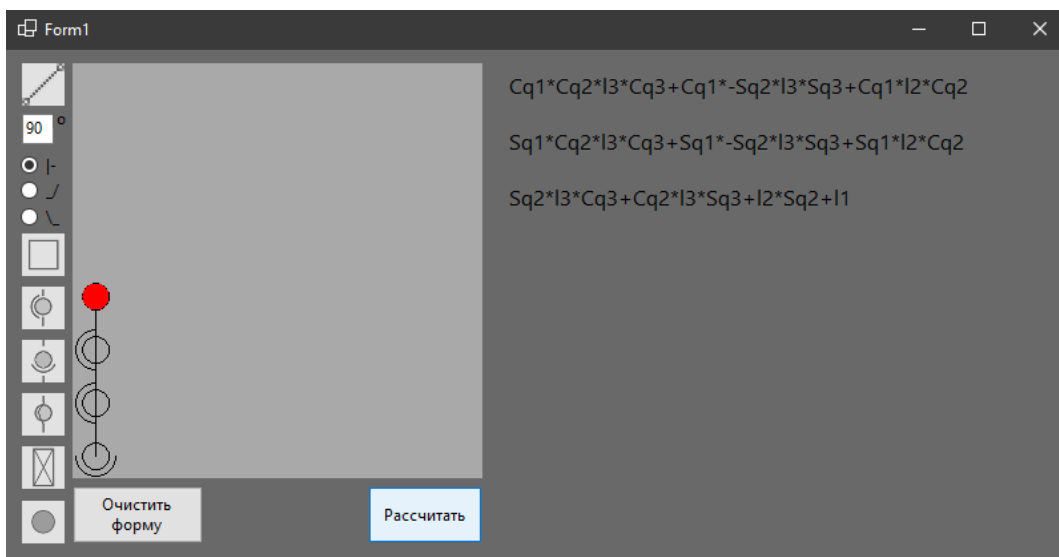 Form1
Cq1*Cq2*l3*Cq3+Cq1*-Sq2*l3*Sq3+Cq1*l2*Cq2
90 °
Sq1*Cq2*l3*Cq3+Sq1*-Sq2*l3*Sq3+Sq1*l2*Cq2
|-
_/
\_
Sq2*l3*Cq3+Cq2*l3*Sq3+l2*Sq2+l1
Очистить
форму
Рассчитать